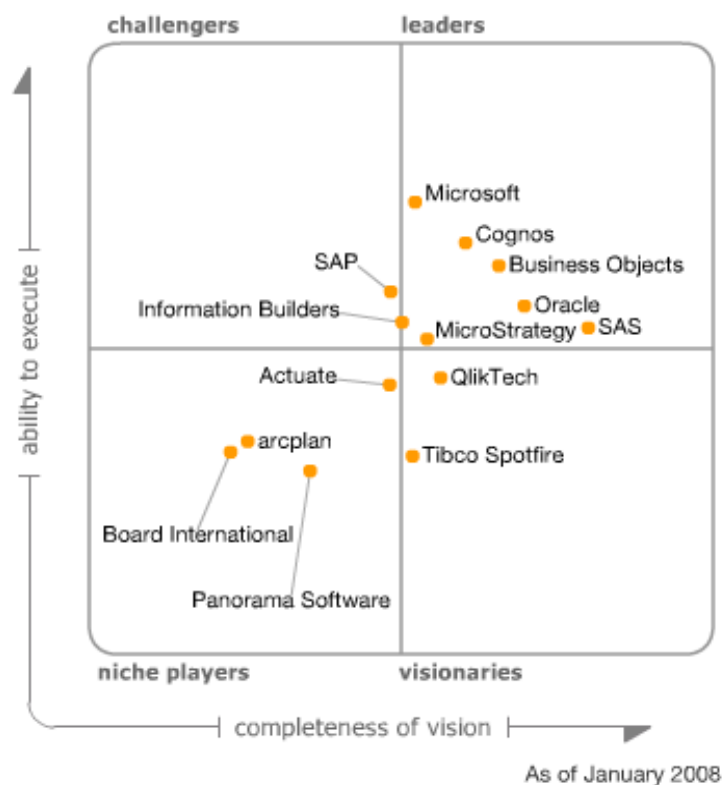 challengers
leaders
Microsoft
Cognos
SAP
Business Objects
Information Builders
Oracle
MicroStrategy
SAS
Actuate
QlikTech
arcplan
Tibco Spotfire
Board International
Panorama Software
ability to execute
niche players
visionaries
completeness of vision
As of January 2008